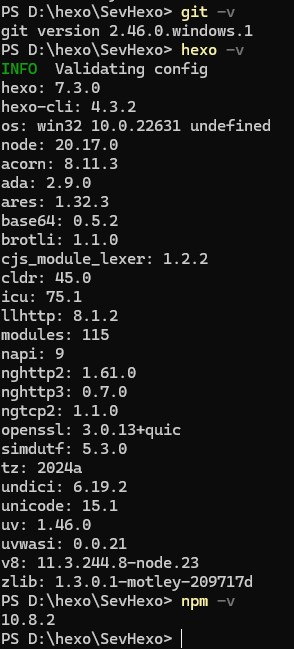 PS D:\hexo\SevHexo> git -v
git version 2.46.0.windows.1
PS D:\hexo\SevHexo> hexo -v
INFO  Validating config
hexo: 7.3.0
hexo-cli: 4.3.2
os: win32 10.0.22631 undefined
node: 20.17.0
acorn: 8.11.3
ada: 2.9.0
ares: 1.32.3
base64: 0.5.2
brotli: 1.1.0
cjs_module_lexer: 1.2.2
cldr: 45.0
icu: 75.1
llhttp: 8.1.2
modules: 115
napi: 9
nghttp2: 1.61.0
nghttp3: 0.7.0
ngtcp2: 1.1.0
openssl: 3.0.13+quic
simdutf: 5.3.0
tz: 2024a
undici: 6.19.2
unicode: 15.1
uv: 1.46.0
uvwasi: 0.0.21
v8: 11.3.244.8-node.23
zlib: 1.3.0.1-motley-209717d
PS D:\hexo\SevHexo> npm -v
10.8.2
PS D:\hexo\SevHexo>